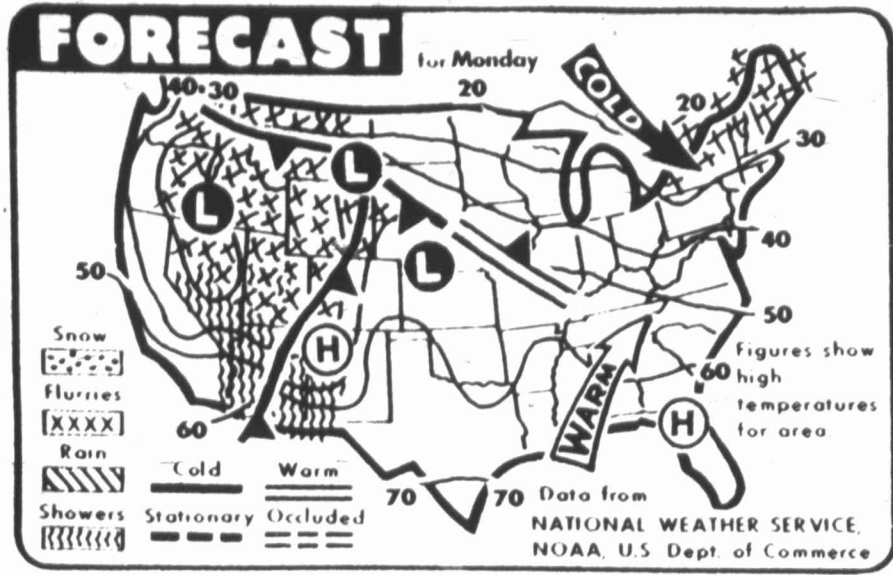 FORECAST
for Monday
40 30
20
COLD
20
30
L
L
40
L
50
50
H
Snow
Flurries
XXXX
Rain
Showers
60
Cold
Warm
Stationary
Occluded
WARM
60
H
70
70
Figures show
high
temperatures
for area
Data from
NATIONAL WEATHER SERVICE,
NOAA, U.S Dept. of Commerce